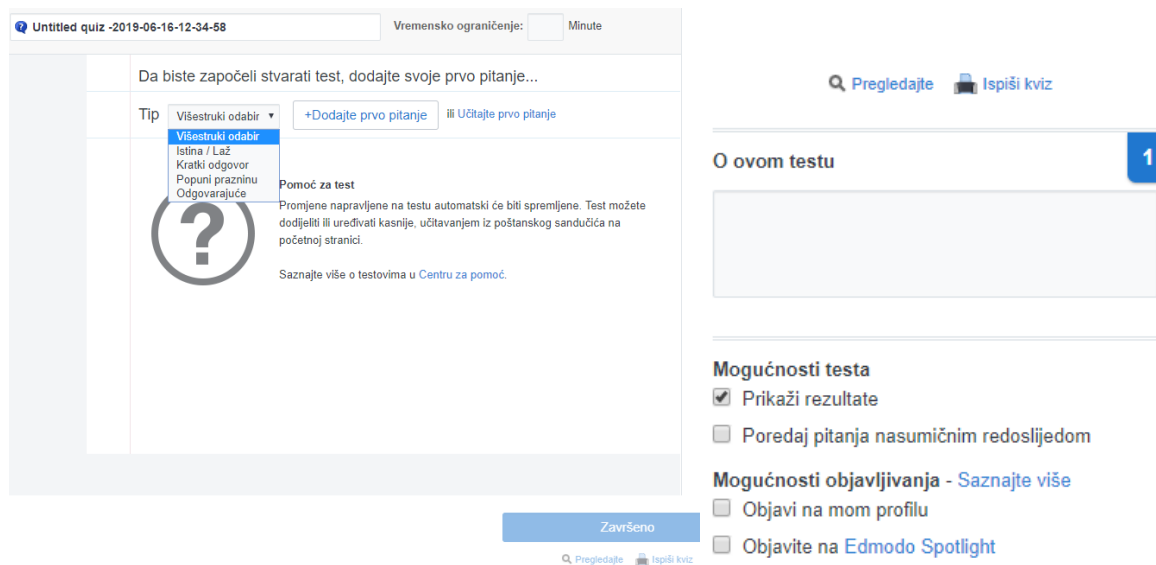 Untitled quiz -2019-06-16-12-34-58
Vremensko ograničenje:
Minute
Da biste započeli stvarati test, dodajte svoje prvo pitanje...
Tip
Višestruki odabir
+Dodajte prvo pitanje
ili Učitajte prvo pitanje
Višestruki odabir
Istina / Laž
Kratki odgovor
Popuni prazninu
Odgovarajuće
?
Pomoć za test
Promjene napravljene na testu automatski će biti spremljene. Test možete
dodijeliti ili uređivati kasnije, učitavanjem iz poštanskog sandučića na
početnoj stranici.
Saznajte više o testovima u Centru za pomoć.
Završeno
Pregledajte
Ispiši kviz
Pregledajte
Ispiši kviz
O ovom testu
1
Mogućnosti testa
Prikaži rezultate
Poredaj pitanja nasumičnim redoslijedom
Mogućnosti objavljivanja - Saznajte više
Objavi na mom profilu
Objavite na Edmodo Spotlight